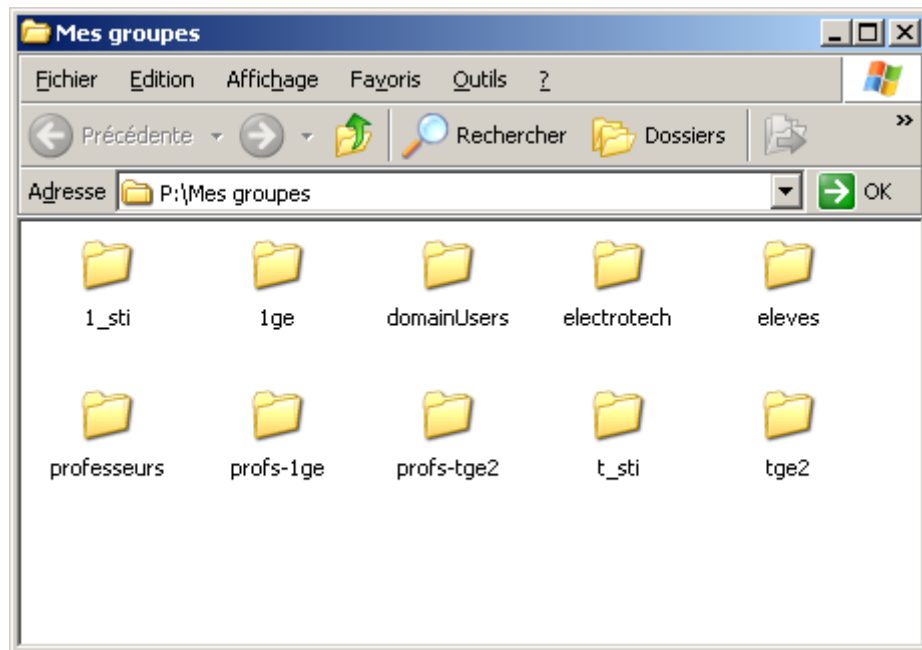 Mes groupes
Fichier Edition Affichage Favoris Outils ?
Précédente Rechercher Dossiers »
Adresse P:\Mes groupes OK
1_sti 1ge domainUsers electrotech eleves
professeurs profs-1ge profs-tge2 t_sti tge2